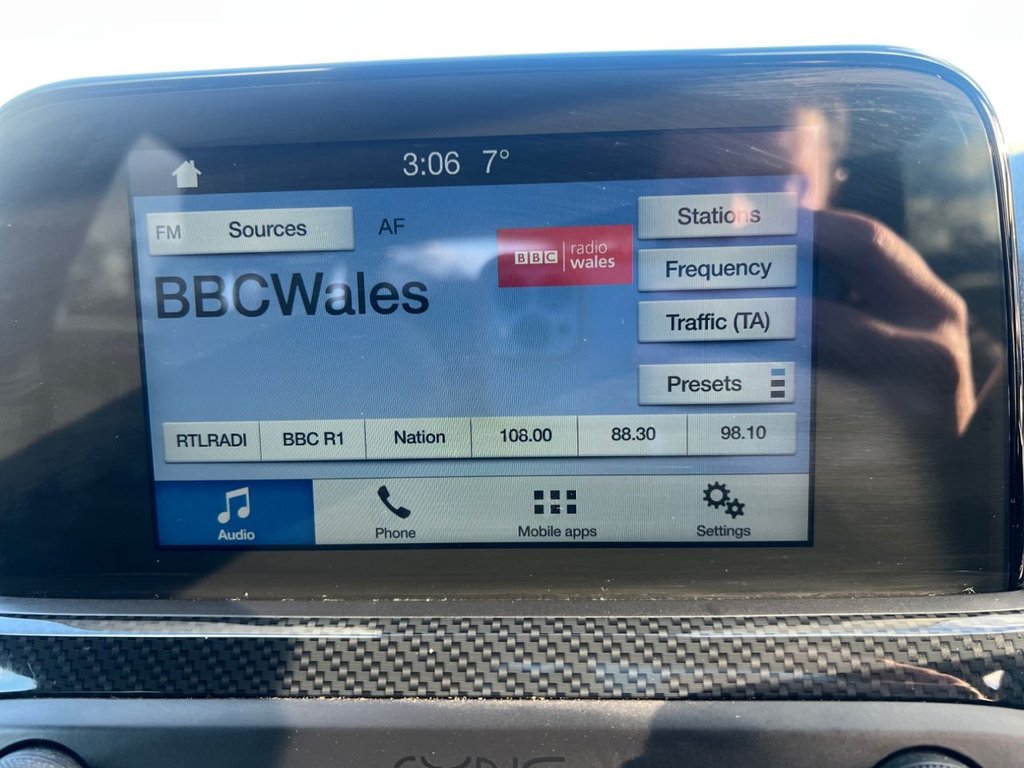 3:06 7°
FM Sources AF
BBC radio wales
Stations
BBCWales
Frequency
Traffic (TA)
Presets
RTLRADI BBC R1 Nation 108.00 88.30 98.10
Audio Phone Mobile apps Settings
SYNC